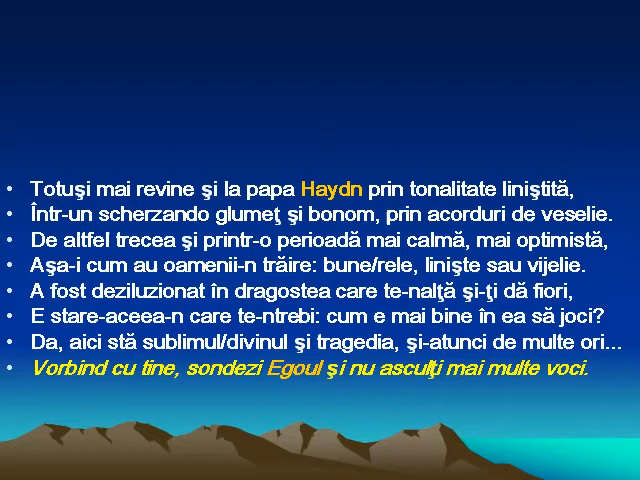 • Totuşi mai revine şi la papa Haydn prin tonalitate liniştită,
• Într-un scherzando glumeţ şi bonom, prin acorduri de veselie.
• De altfel trecea şi printr-o perioadă mai calmă, mai optimistă,
• Aşa-i cum au oamenii-n trăire: bune/rele, linişte sau vijelie.
• A fost deziluzionat în dragostea care te-nalţă şi-ţi dă fiori,
• E stare-aceea-n care te-ntrebi: cum e mai bine în ea să joci?
• Da, aici stă sublimul/divinul şi tragedia, şi-atunci de multe ori...
• Vorbind cu tine, sondezi Egoul şi nu asculţi mai multe voci.